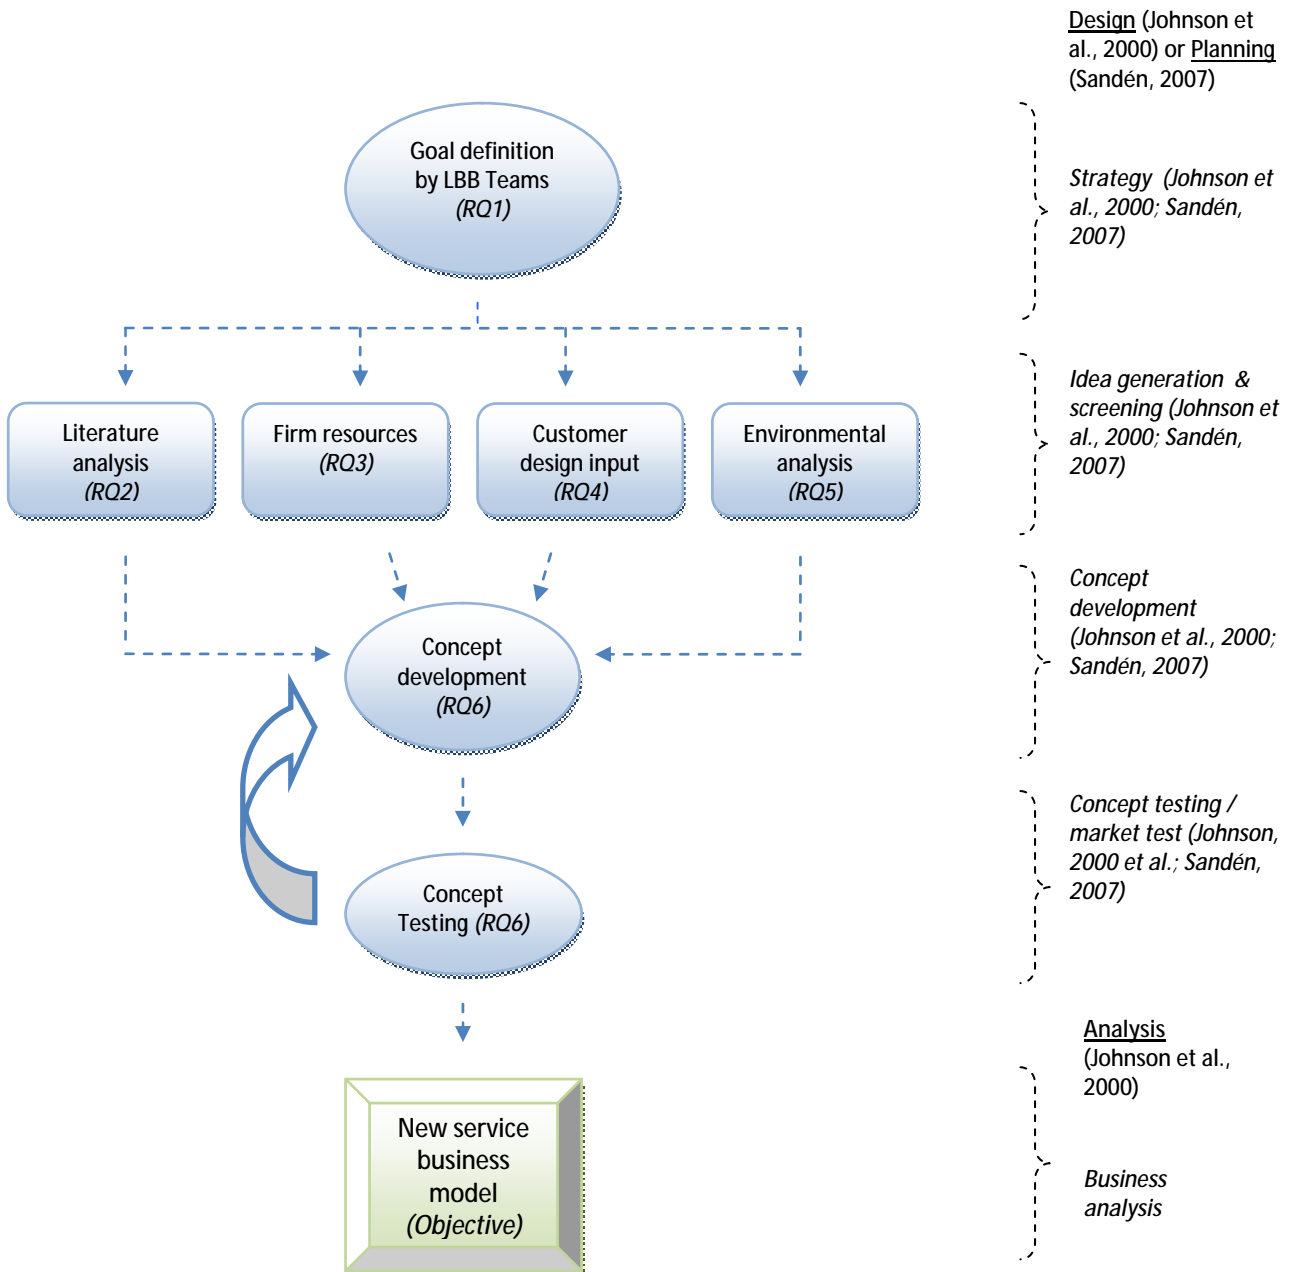 Design (Johnson et
al., 2000) or Planning
(Sandén, 2007)
Goal definition
by LBB Teams
(RQ1)
Strategy (Johnson et
al., 2000; Sandén,
2007)
Literature
analysis
(RQ2)
Firm resources
(RQ3)
Customer
design input
(RQ4)
Environmental
analysis
(RQ5)
Idea generation &
screening (Johnson et
al., 2000; Sandén,
2007)
Concept
development
(RQ6)
Concept
development
(Johnson et al., 2000;
Sandén, 2007)
Concept
Testing (RQ6)
Concept testing /
market test (Johnson,
2000 et al.; Sandén,
2007)
New service
business
model
(Objective)
Analysis
(Johnson et al.,
2000)
Business
analysis